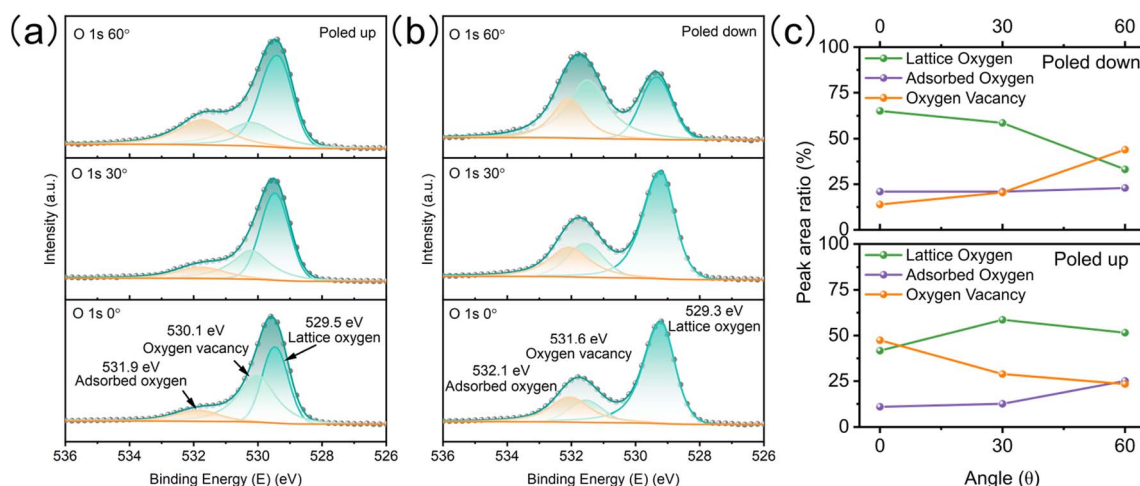 (a)
O 1s 60°
Poled up
O 1s 30°
O 1s 0°
530.1 eV
Oxygen vacancy
529.5 eV
Lattice oxygen
531.9 eV
Adsorbed oxygen
Intensity (a.u.)
536 534 532 530 528 526
Binding Energy (E) (eV)
(b)
O 1s 60°
Poled down
O 1s 30°
O 1s 0°
529.3 eV
Lattice oxygen
531.6 eV
Oxygen vacancy
532.1 eV
Adsorbed oxygen
Intensity (a.u.)
536 534 532 530 528 526
Binding Energy (E) (eV)
(c)
0 30 60
100
75
50
25
0
Lattice Oxygen
Adsorbed Oxygen
Oxygen Vacancy
Poled down
Peak area ratio (%)
100
75
50
25
0
Lattice Oxygen
Adsorbed Oxygen
Oxygen Vacancy
Poled up
0 30 60
Angle (θ)